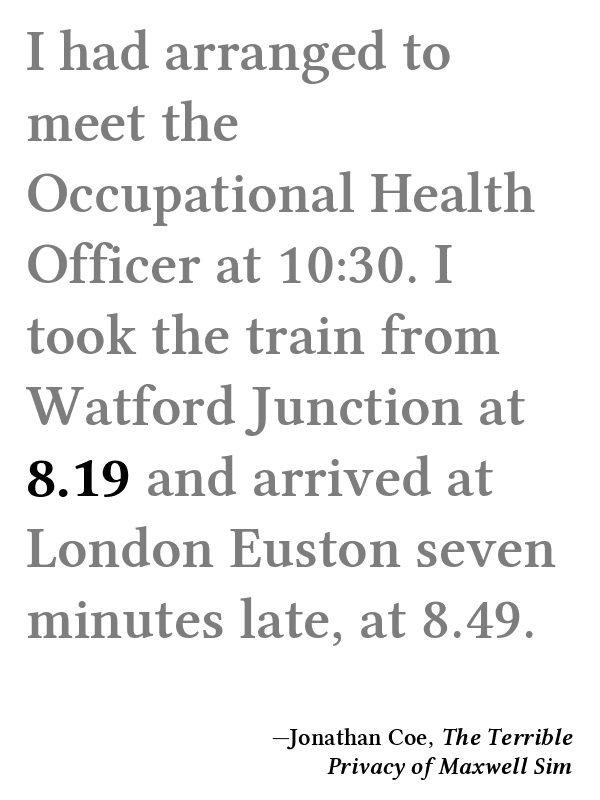 I had arranged to
meet the
Occupational Health
Officer at 10:30. I
took the train from
Watford Junction at
8.19 and arrived at
London Euston seven
minutes late, at 8.49.
—Jonathan Coe, The Terrible
Privacy of Maxwell Sim